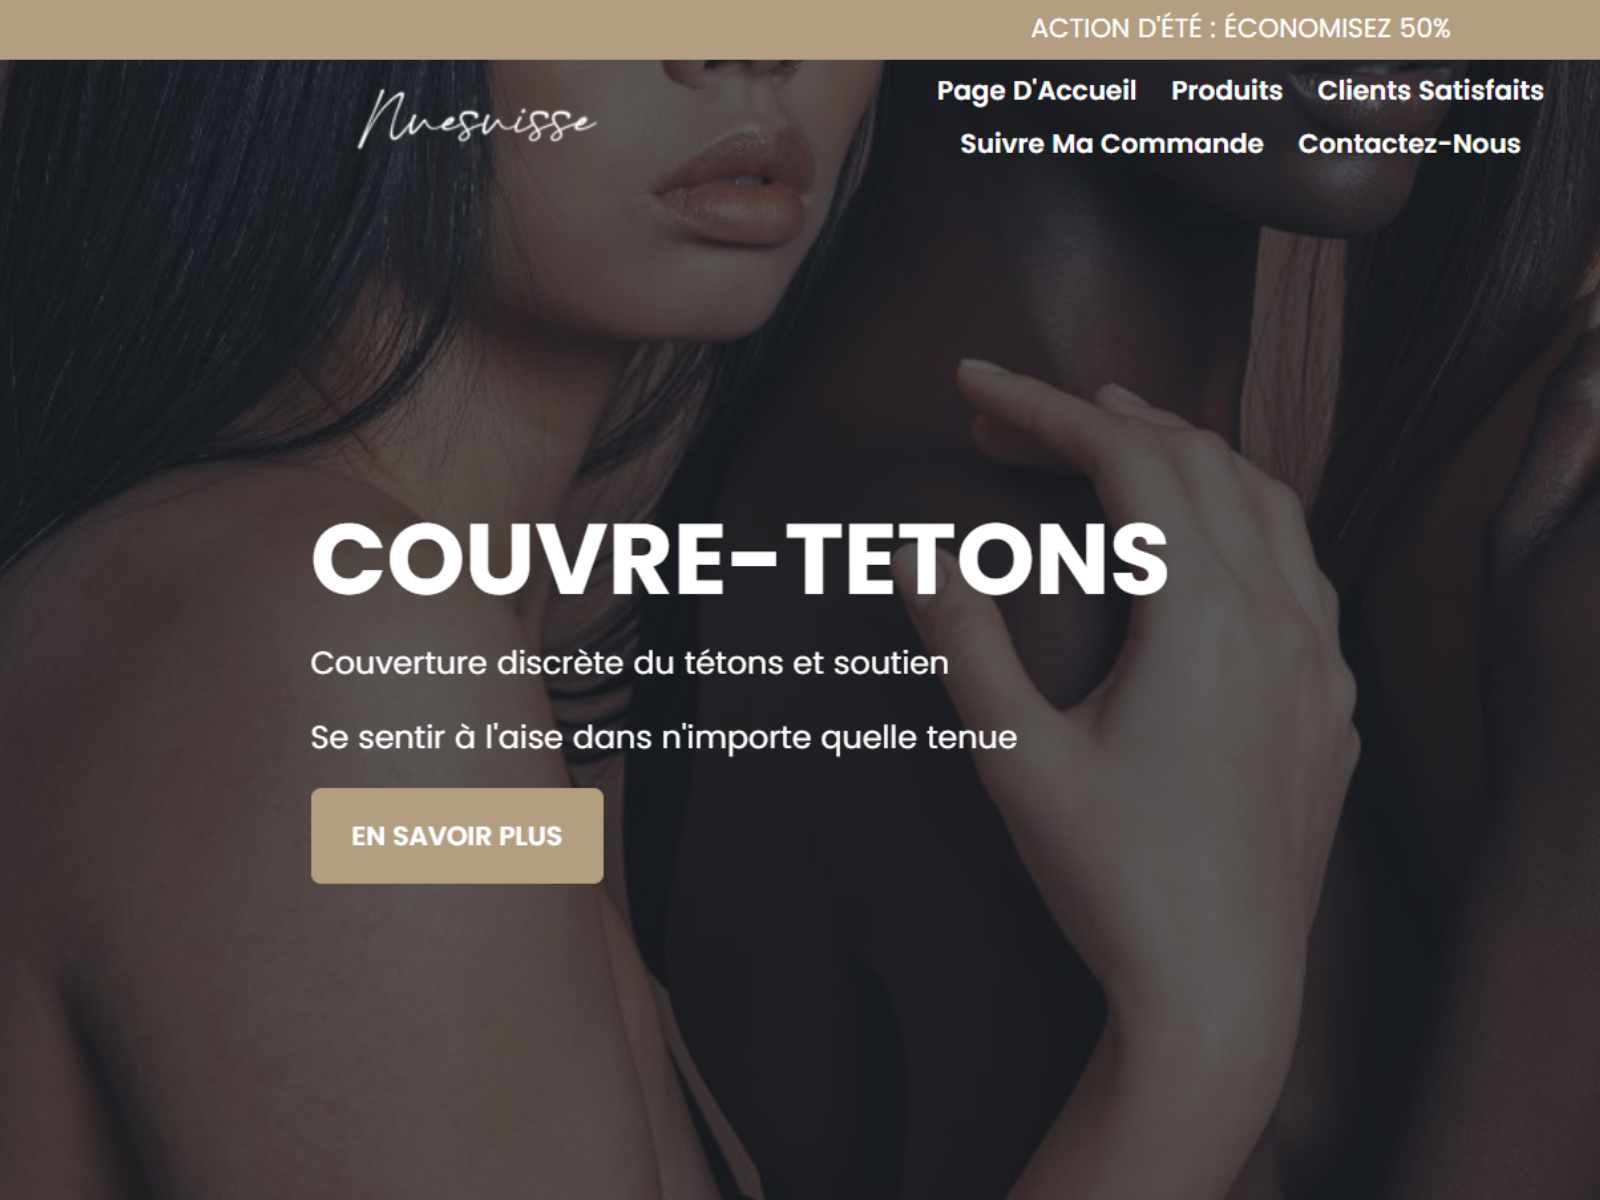 ACTION D'ÉTÉ : ÉCONOMISEZ 50%
Nuesuisse
Page D'Accueil Produits Clients Satisfaits
Suivre Ma Commande Contactez-Nous
COUVRE-TETONS
Couverture discrète du tétons et soutien
Se sentir à l'aise dans n'importe quelle tenue
EN SAVOIR PLUS